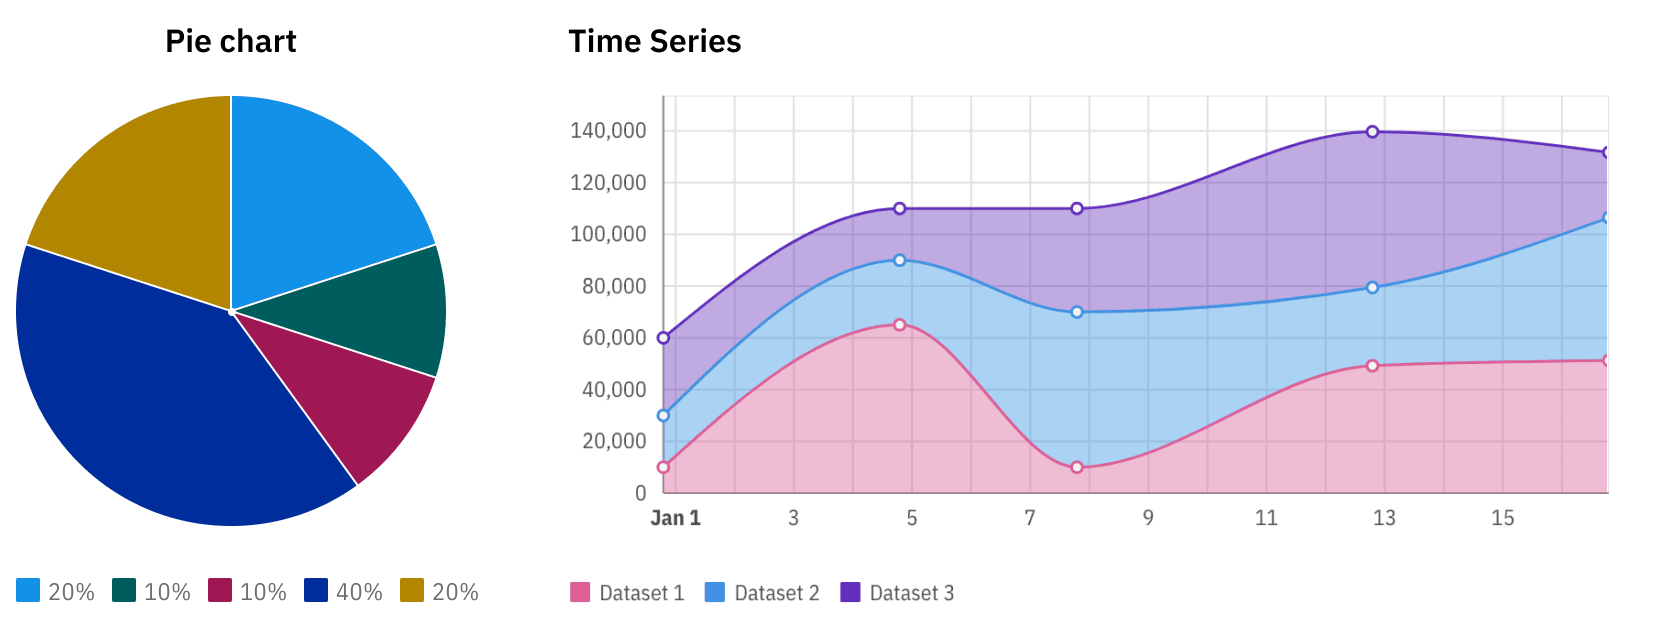 Pie chart
20% 10% 10% 40% 20%
Time Series
140,000
120,000
100,000
80,000
60,000
40,000
20,000
0
Jan 1 3 5 7 9 11 13 15
Dataset 1 Dataset 2 Dataset 3